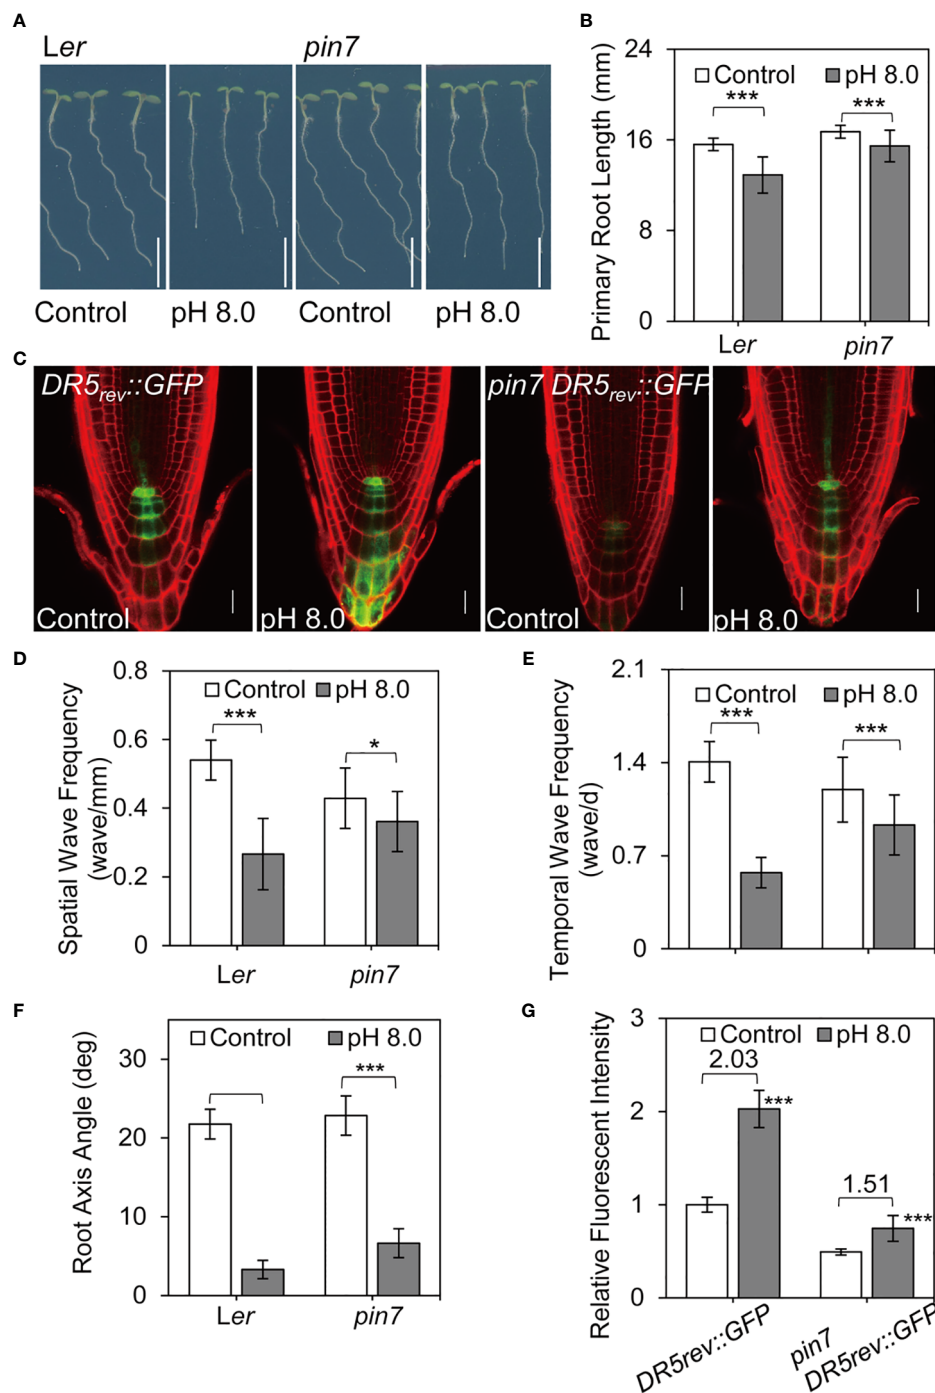 A
Ler
pin7
Control
pH 8.0
Control
pH 8.0
B
Primary Root Length (mm)
24
16
8
0
Control
pH 8.0
***
***
Ler
pin7
C
DR5rev::GFP
pin7 DR5rev::GFP
Control
pH 8.0
Control
pH 8.0
D
Spatial Wave Frequency
(wave/mm)
0.8
0.6
0.4
0.2
0
Control
pH 8.0
***
*
Ler
pin7
E
Temporal Wave Frequency
(wave/d)
2.1
1.4
0.7
0
Control
pH 8.0
***
***
F
Root Axis Angle (deg)
30
20
10
0
Control
pH 8.0
***
Ler
pin7
G
Relative Fluorescent Intensity
3
2
1
0
Control
pH 8.0
2.03
***
1.51
***
DR5rev::GFP
pin7
DR5rev::GFP